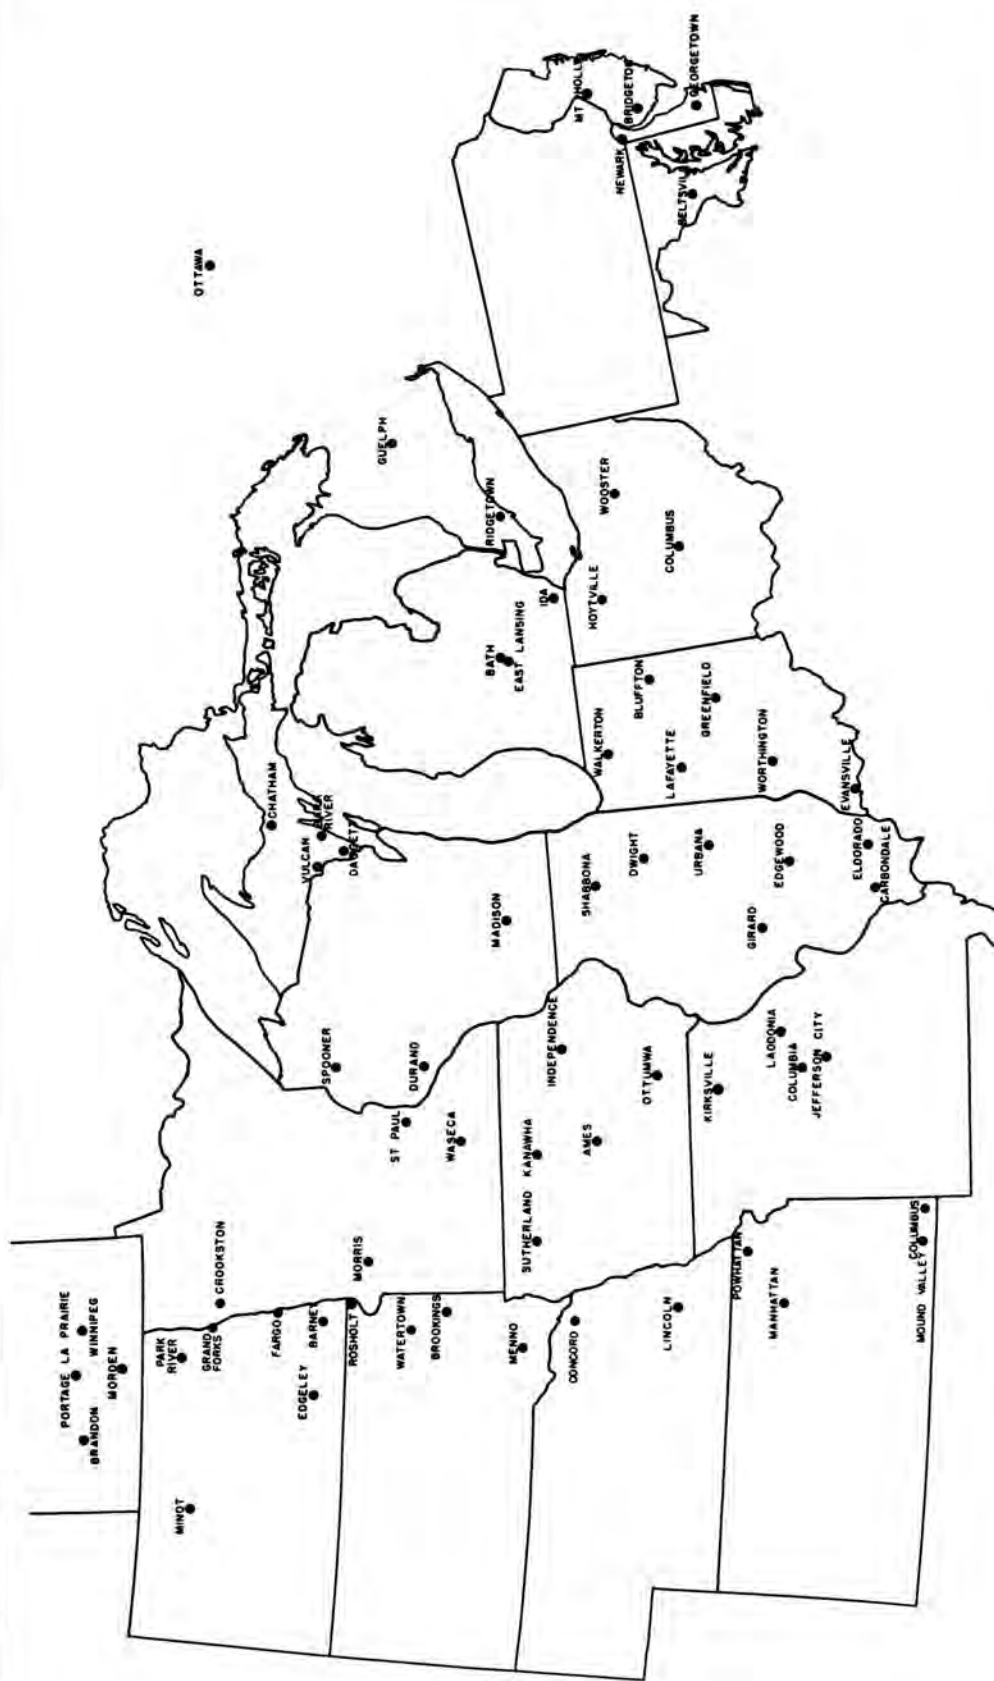 PORTAGE LA PRAIRIE
BRANDON
WINNIPEG
MORDEN
MINOT
PARK
RIVER
GRAND
FORKS
CROOKSTON
FARGO
BARNEY
EDGELEY
ROSHOLT
MORRIS
WATERTOWN
BROOKINGS
MENNO
CONCORD
LINCOLN
POWHATTAN
MANHATTAN
MOUND VALLEY
COLUMBUS
ST PAUL
WASECA
SPOONER
DURAND
MADISON
SUTHERLAND
KANAWHA
INDEPENDENCE
AMES
OTTUMWA
KIRKSVILLE
LADDONIA
COLUMBIA
JEFFERSON CITY
CHATHAM
VULCAN
BARK
RIVER
DAGGETT
SHABBONA
DWIGHT
URBANA
GIRARD
EDGEWOOD
ELDORADO
CARBONDALE
BATH
EAST LANSING
IDA
WALKERTON
BLUFFTON
LAFAYETTE
GREENFIELD
WORTHINGTON
EVANSVILLE
HOYTVILLE
WOOSTER
COLUMBUS
RIDGETOWN
GUELPH
OTTAWA
MT HOLLY
BRIDGETON
GEORGETOWN
NEWARK
BELTSVILLE